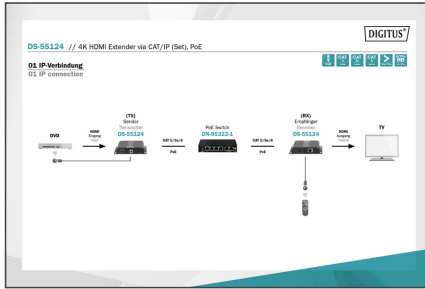 DIGITUS®
DS-55124 // 4K HDMI Extender via CAT/IP (Set), PoE
01 IP-Verbindung
01 IP connection
DVD
HDMI
Eingang
Input
(TX)
Sender
Transmitter
DS-55124
CAT 5/5e/6
PoE
PoE Switch
DN-95322-1
CAT 5/5e/6
PoE
(RX)
Empfänger
Receiver
DS-55124
HDMI
Ausgang
Output
TV